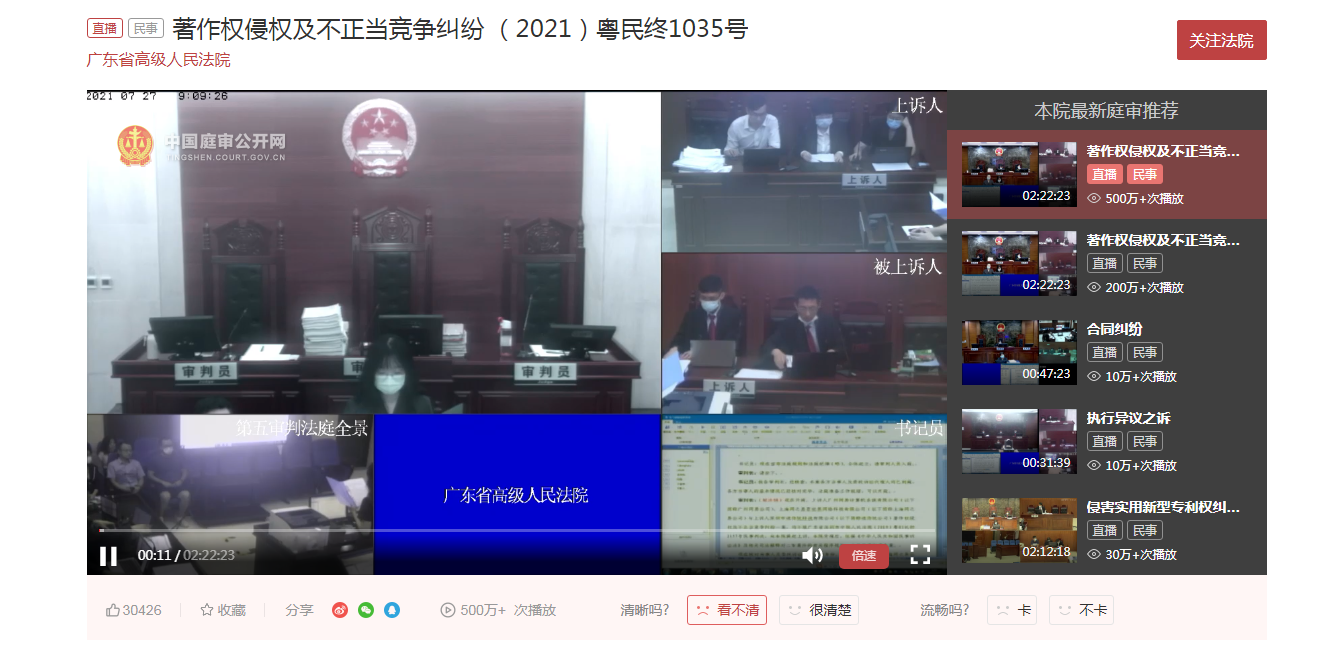 直播 民事 著作权侵权及不正当竞争纠纷（2021）粤民终1035号
广东省高级人民法院
关注法院
2021 07 27 9:09:26
中国庭审公开网
TINGSHEN.COURT.GOV.CN
审判员
审
审判员
上诉人
上诉人
被上诉人
上诉人
第五审判法庭全景
广东省高级人民法院
书记员
00:11 / 02:22:23
倍速
本院最新庭审推荐
著作权侵权及不正当竞...
直播 民事
02:22:23
500万+次播放
著作权侵权及不正当竞...
直播 民事
02:22:23
200万+次播放
合同纠纷
直播 民事
00:47:23
10万+次播放
执行异议之诉
直播 民事
00:31:39
10万+次播放
侵害实用新型专利权纠...
直播 民事
02:12:18
30万+次播放
30426 收藏 分享 500万+ 次播放 清晰吗? 看不清 很清楚 流畅吗? 卡 不卡